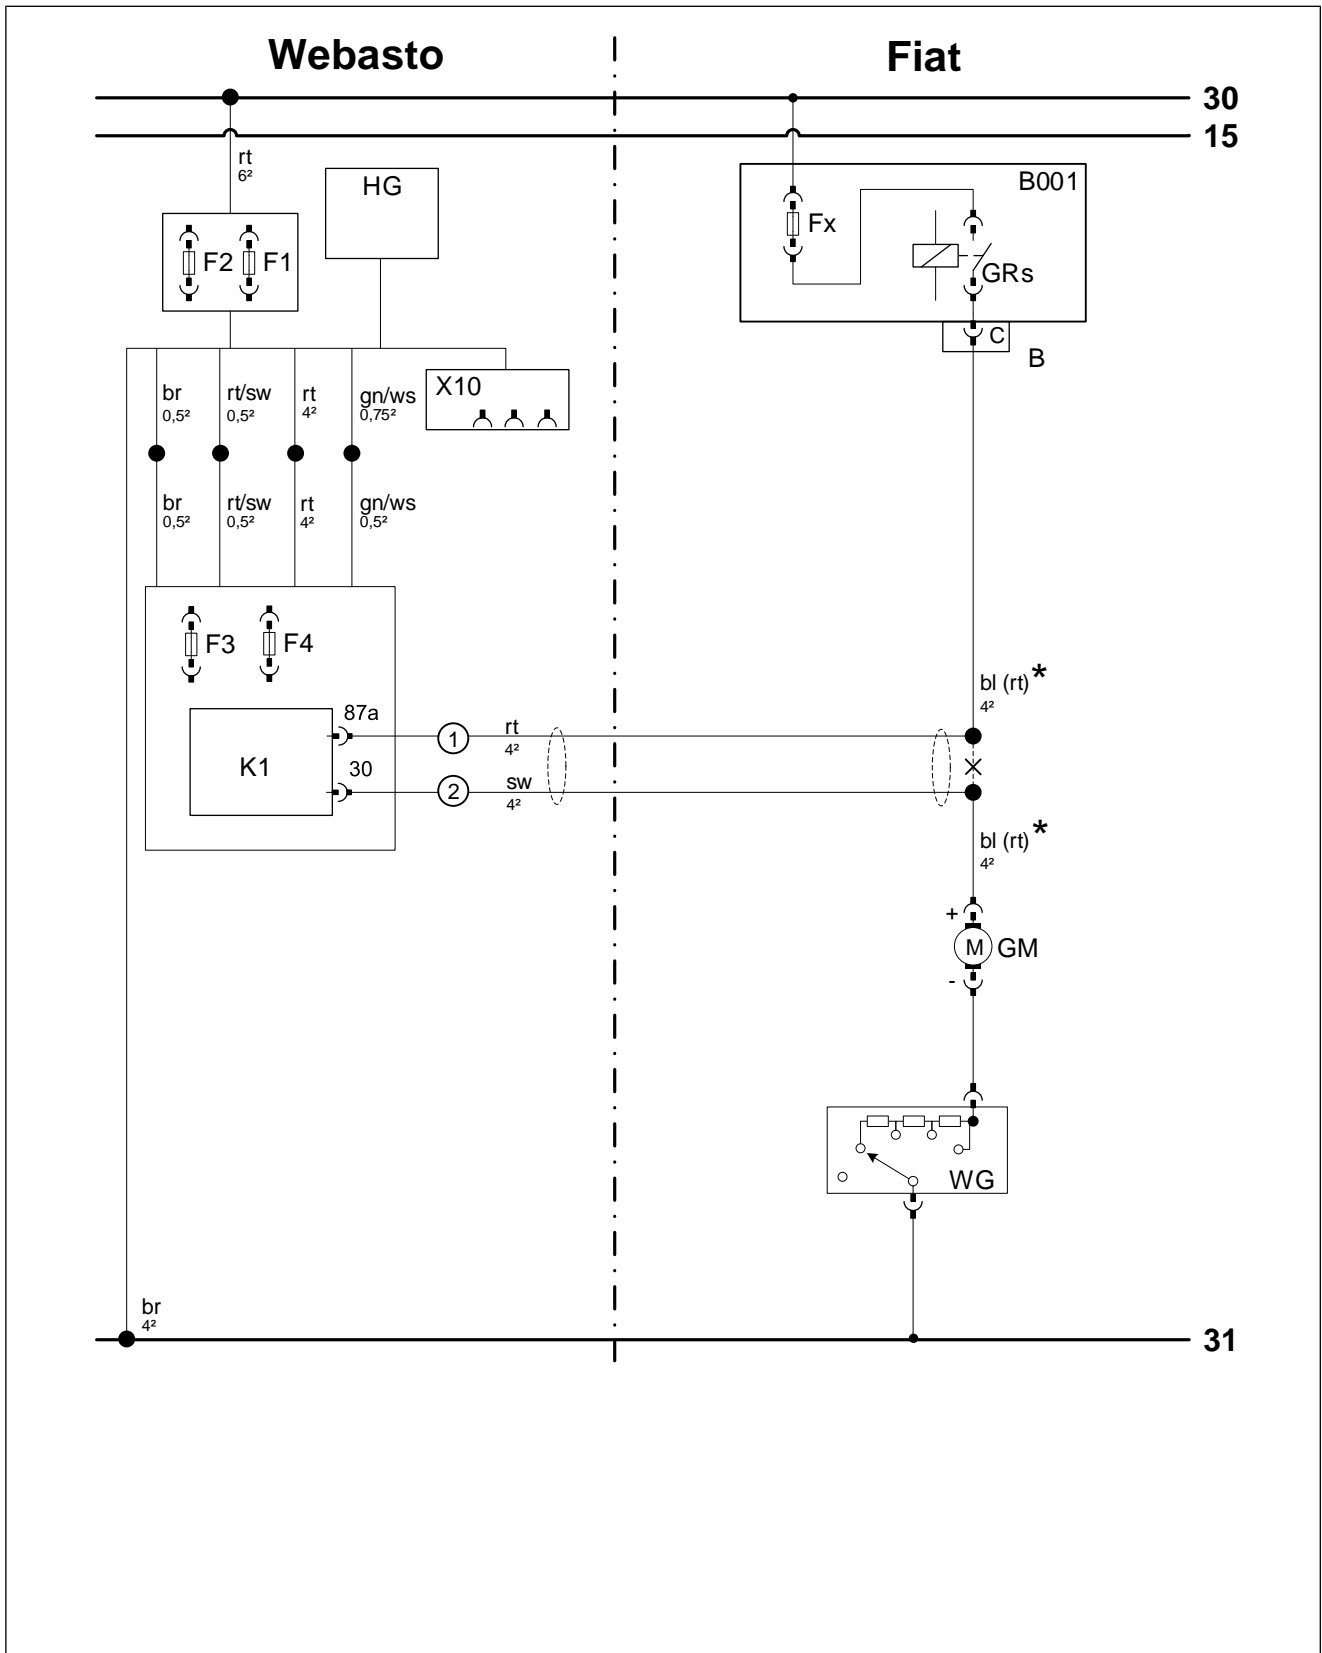 Webasto
Fiat
30
15
rt
6²
HG
B001
F2
F1
Fx
GRs
C
B
X10
br
0,5²
rt/sw
0,5²
rt
4²
gn/ws
0,75²
br
0,5²
rt/sw
0,5²
rt
4²
gn/ws
0,5²
F3
F4
bl (rt)*
4²
87a
1
rt
4²
K1
30
2
sw
4²
bl (rt)*
4²
+
M
GM
-
WG
br
4²
31